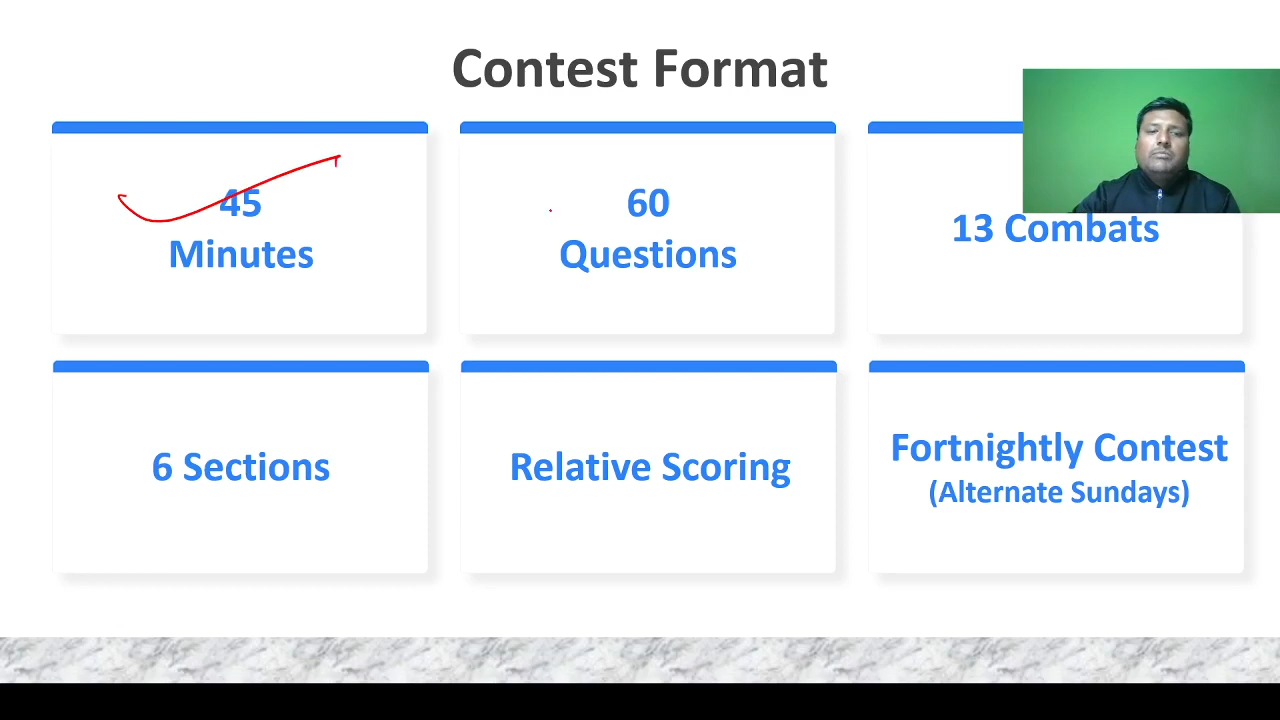 Contest Format
45
Minutes
60
Questions
13 Combats
6 Sections
Relative Scoring
Fortnightly Contest
(Alternate Sundays)